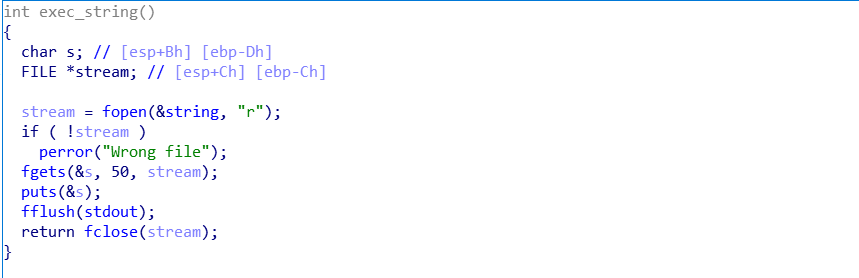 int exec_string()
{
  char s; // [esp+Bh] [ebp-Dh]
  FILE *stream; // [esp+Ch] [ebp-Ch]

  stream = fopen(&string, "r");
  if ( !stream )
    perror("Wrong file");
  fgets(&s, 50, stream);
  puts(&s);
  fflush(stdout);
  return fclose(stream);
}